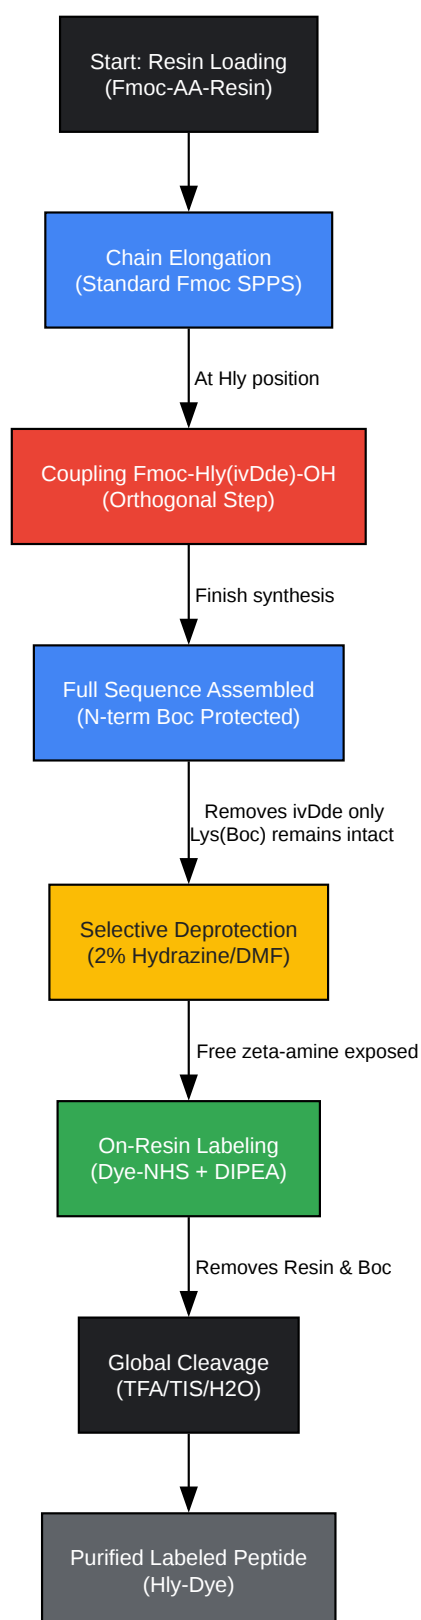 Start: Resin Loading
(Fmoc-AA-Resin)
Chain Elongation
(Standard Fmoc SPPS)
At Hly position
Coupling Fmoc-Hly(ivDde)-OH
(Orthogonal Step)
Finish synthesis
Full Sequence Assembled
(N-term Boc Protected)
Removes ivDde only
Lys(Boc) remains intact
Selective Deprotection
(2% Hydrazine/DMF)
Free zeta-amine exposed
On-Resin Labeling
(Dye-NHS + DIPEA)
Removes Resin & Boc
Global Cleavage
(TFA/TIS/H2O)
Purified Labeled Peptide
(Hly-Dye)